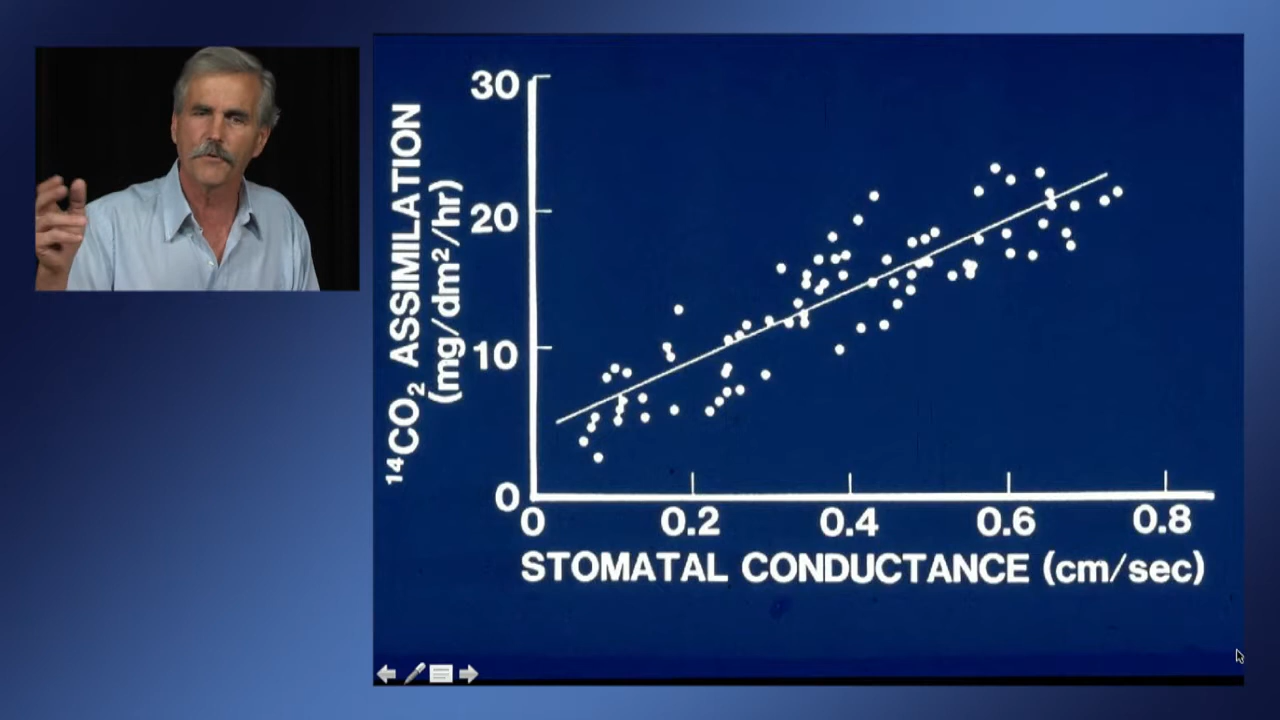 30
20
10
0
¹⁴CO₂ ASSIMILATION
(mg/dm²/hr)
0 0.2 0.4 0.6 0.8
STOMATAL CONDUCTANCE (cm/sec)